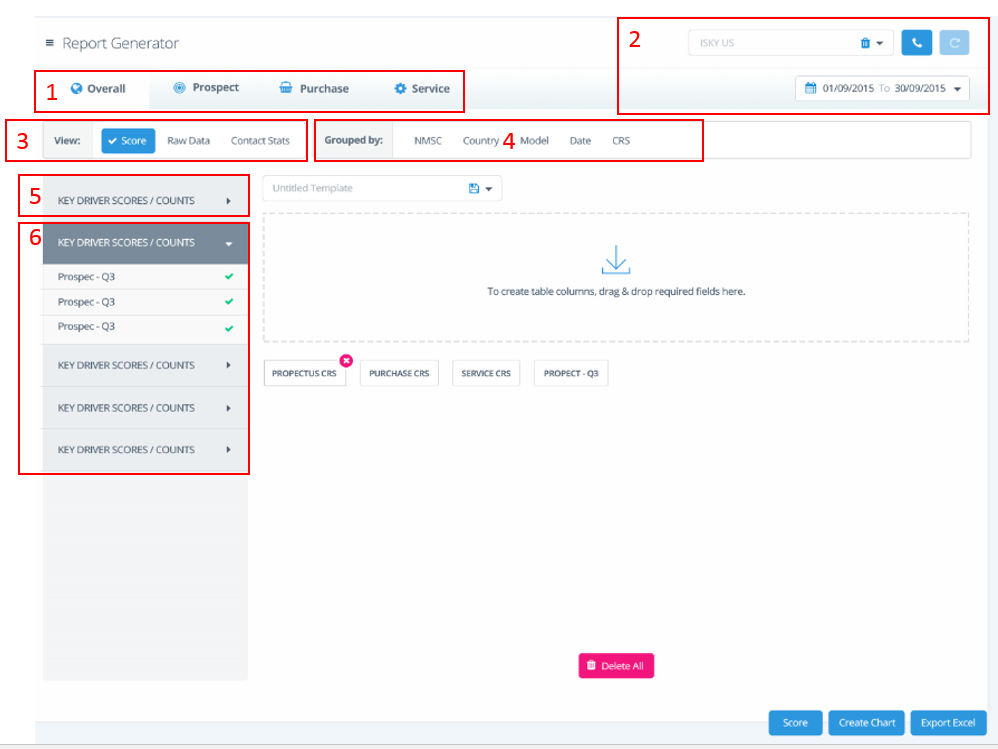 2
≡ Report Generator
ISKY US
1 Overall Prospect Purchase Service
01/09/2015 To 30/09/2015
3 View: Score Raw Data Contact Stats
Grouped by: NMSC Country 4 Model Date CRS
5 KEY DRIVER SCORES / COUNTS
Untitled Template
6 KEY DRIVER SCORES / COUNTS
Prospec - Q3
Prospec - Q3
Prospec - Q3
To create table columns, drag & drop required fields here.
KEY DRIVER SCORES / COUNTS
KEY DRIVER SCORES / COUNTS
KEY DRIVER SCORES / COUNTS
PROPECTUS CRS PURCHASE CRS SERVICE CRS PROPECT - Q3
Delete All
Score Create Chart Export Excel